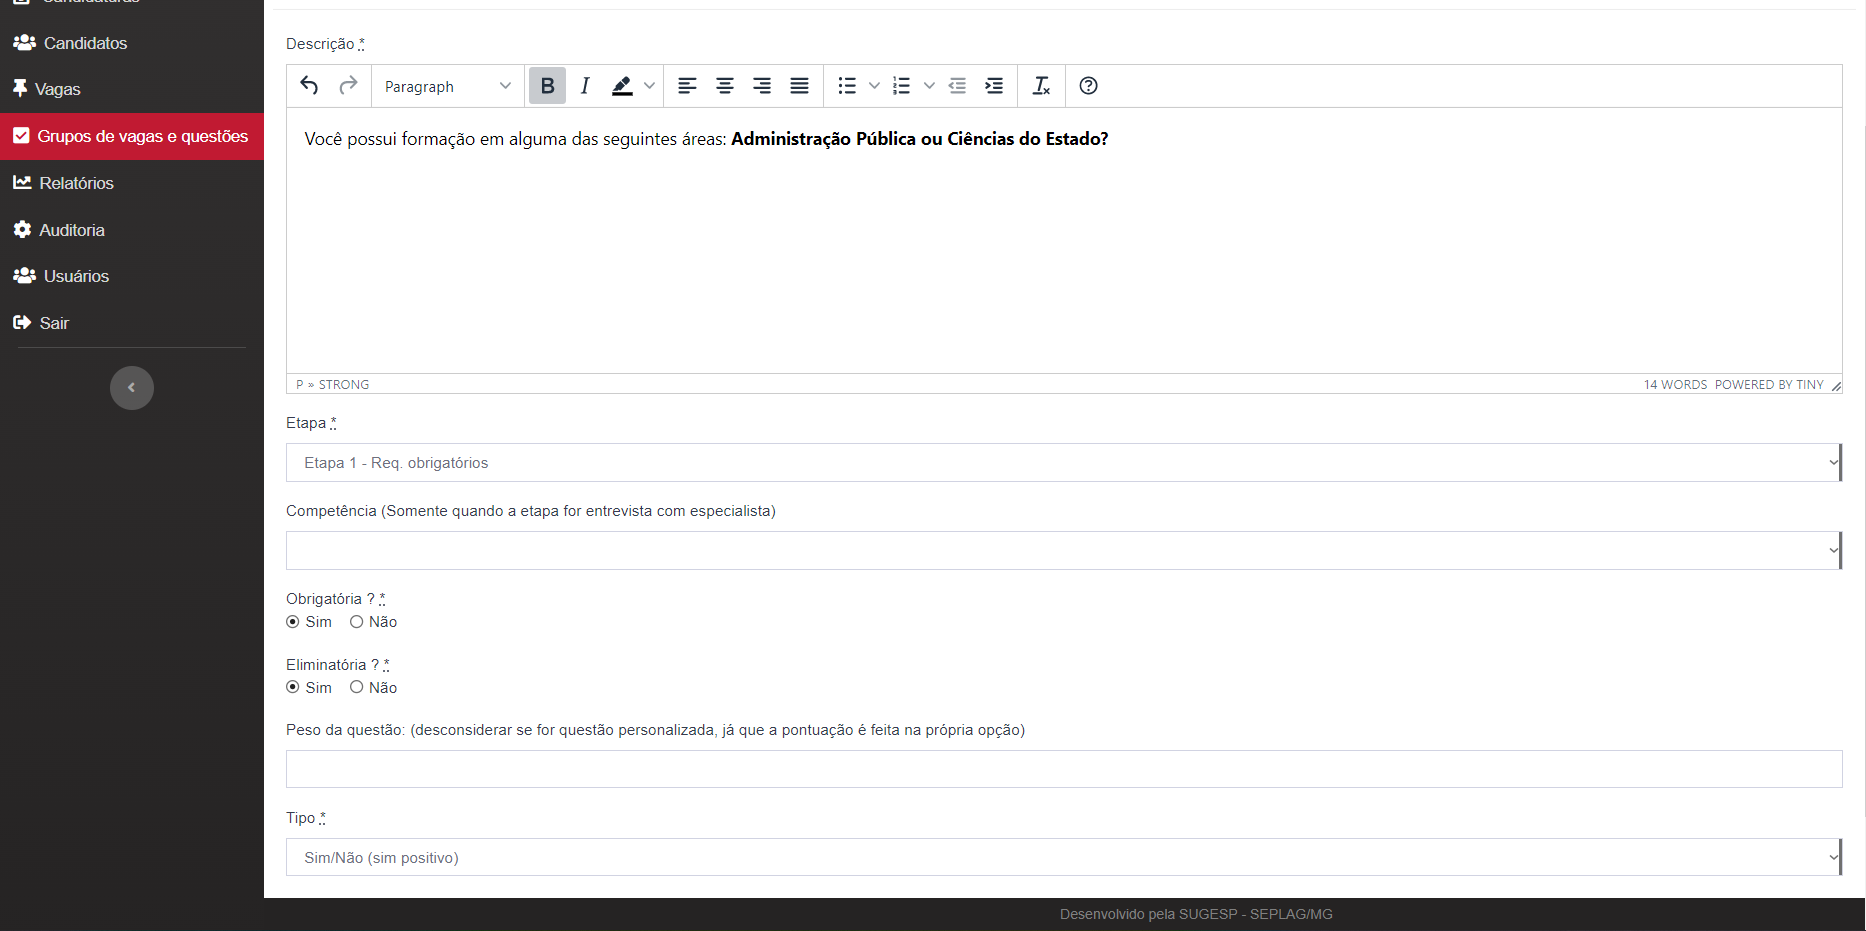 Candidaturas
Candidatos
Vagas
Grupos de vagas e questões
Relatórios
Auditoria
Usuários
Sair
Descrição *
Paragraph
Você possui formação em alguma das seguintes áreas: Administração Pública ou Ciências do Estado?
P » STRONG
14 WORDS POWERED BY TINY
Etapa *
Etapa 1 - Req. obrigatórios
Competência (Somente quando a etapa for entrevista com especialista)
Obrigatória ? *
Sim Não
Eliminatória ? *
Sim Não
Peso da questão: (desconsiderar se for questão personalizada, já que a pontuação é feita na própria opção)
Tipo *
Sim/Não (sim positivo)
Desenvolvido pela SUGESP - SEPLAG/MG